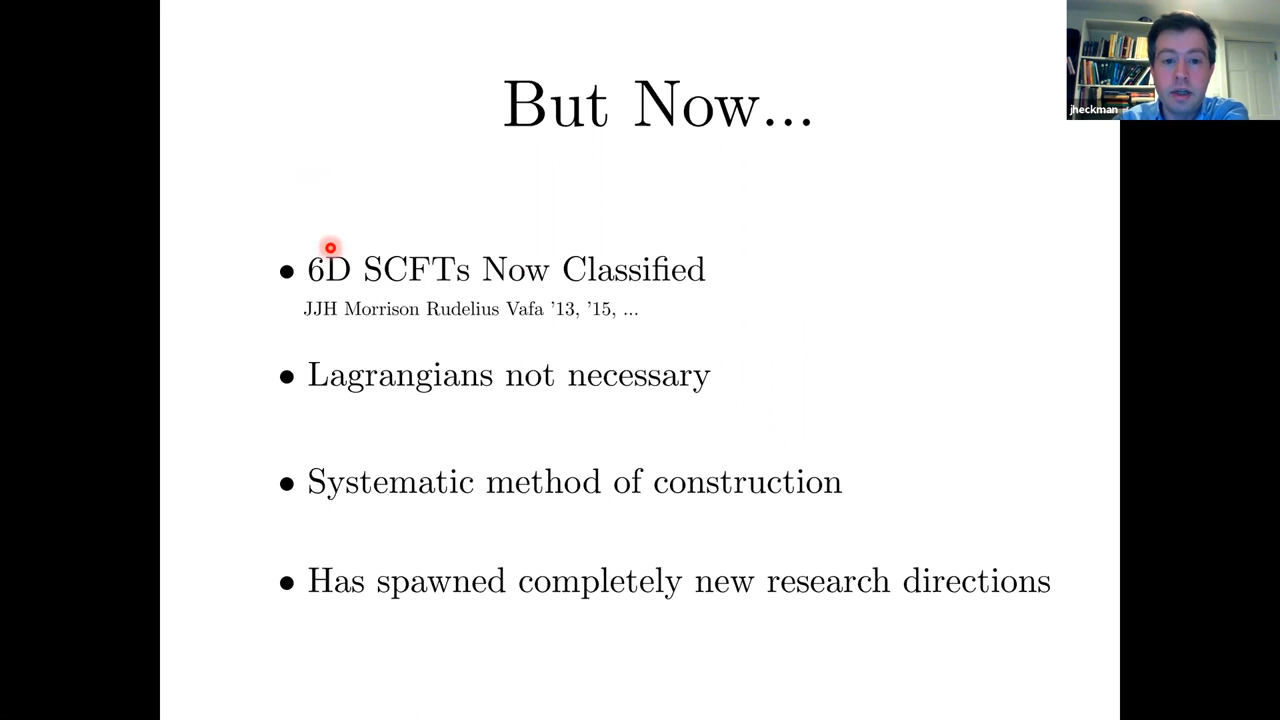 jheckman
But Now...
• 6D SCFTs Now Classified
JJH Morrison Rudelius Vafa '13, '15, ...
• Lagrangians not necessary
• Systematic method of construction
• Has spawned completely new research directions